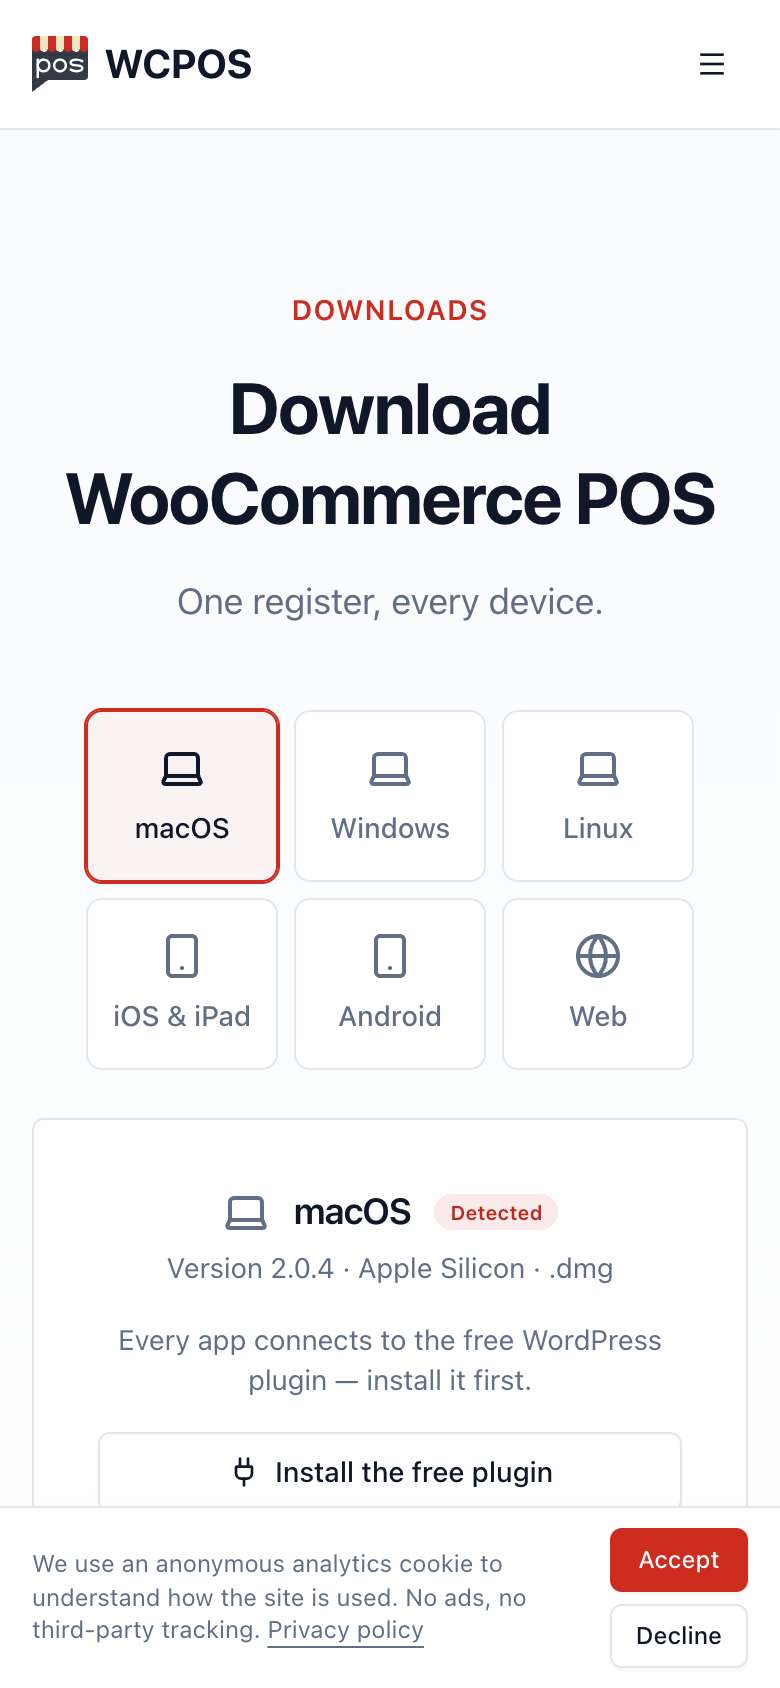 pos WCPOS
DOWNLOADS
Download
WooCommerce POS
One register, every device.
macOS
Windows
Linux
iOS & iPad
Android
Web
macOS Detected
Version 2.0.4 · Apple Silicon · .dmg
Every app connects to the free WordPress
plugin — install it first.
Install the free plugin
We use an anonymous analytics cookie to
understand how the site is used. No ads, no
third-party tracking. Privacy policy
Accept
Decline